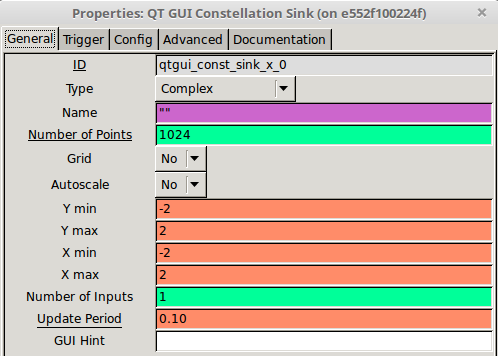 Properties: QT GUI Constellation Sink (on e552f100224f)
General Trigger Config Advanced Documentation
ID qtgui_const_sink_x_0
Type Complex
Name ""
Number of Points 1024
Grid No
Autoscale No
Y min -2
Y max 2
X min -2
X max 2
Number of Inputs 1
Update Period 0.10
GUI Hint